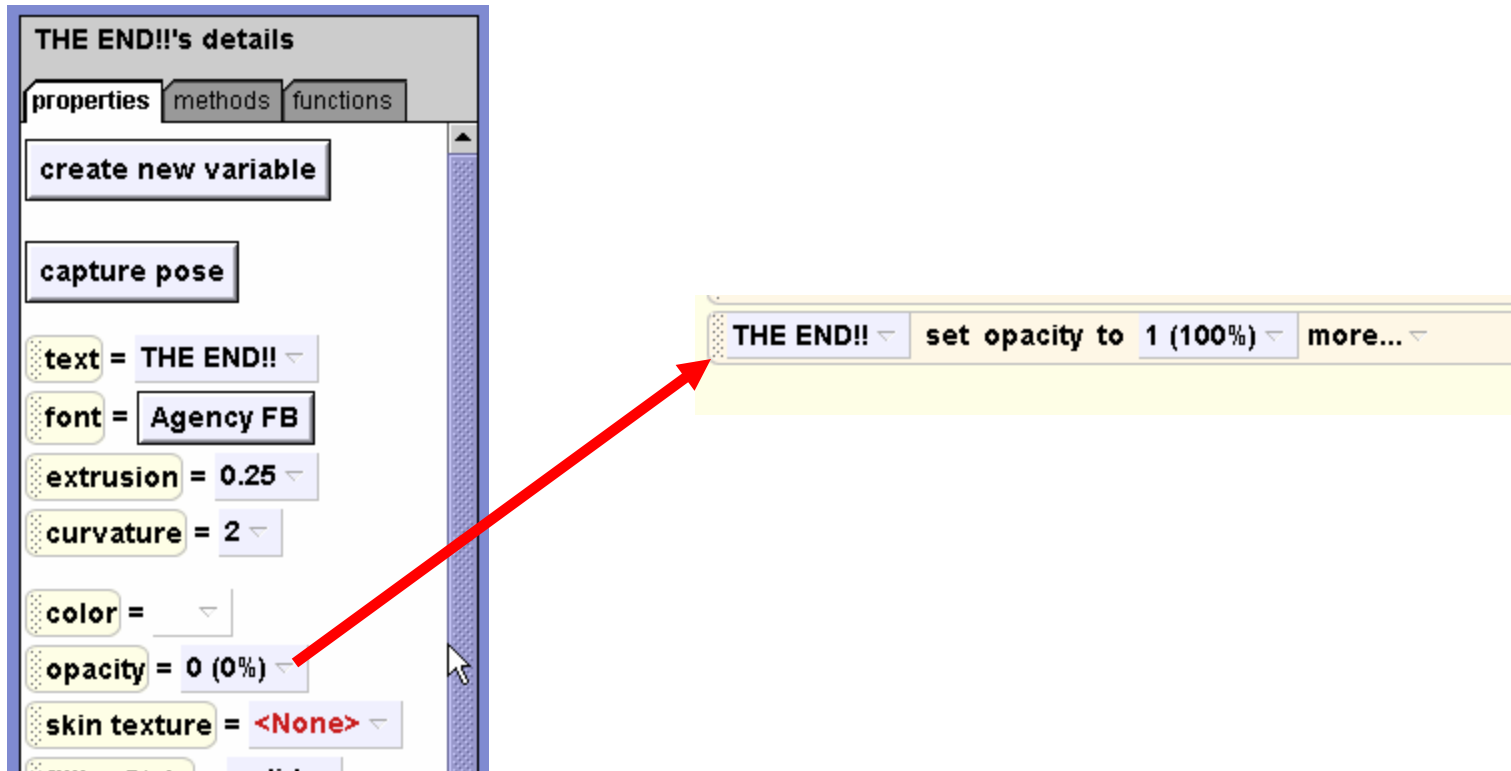 THE END!!'s details
properties methods functions
create new variable
capture pose
text = THE END!!
font = Agency FB
extrusion = 0.25
curvature = 2
color =
opacity = 0 (0%)
skin texture = <None>
THE END!! set opacity to 1 (100%) more...